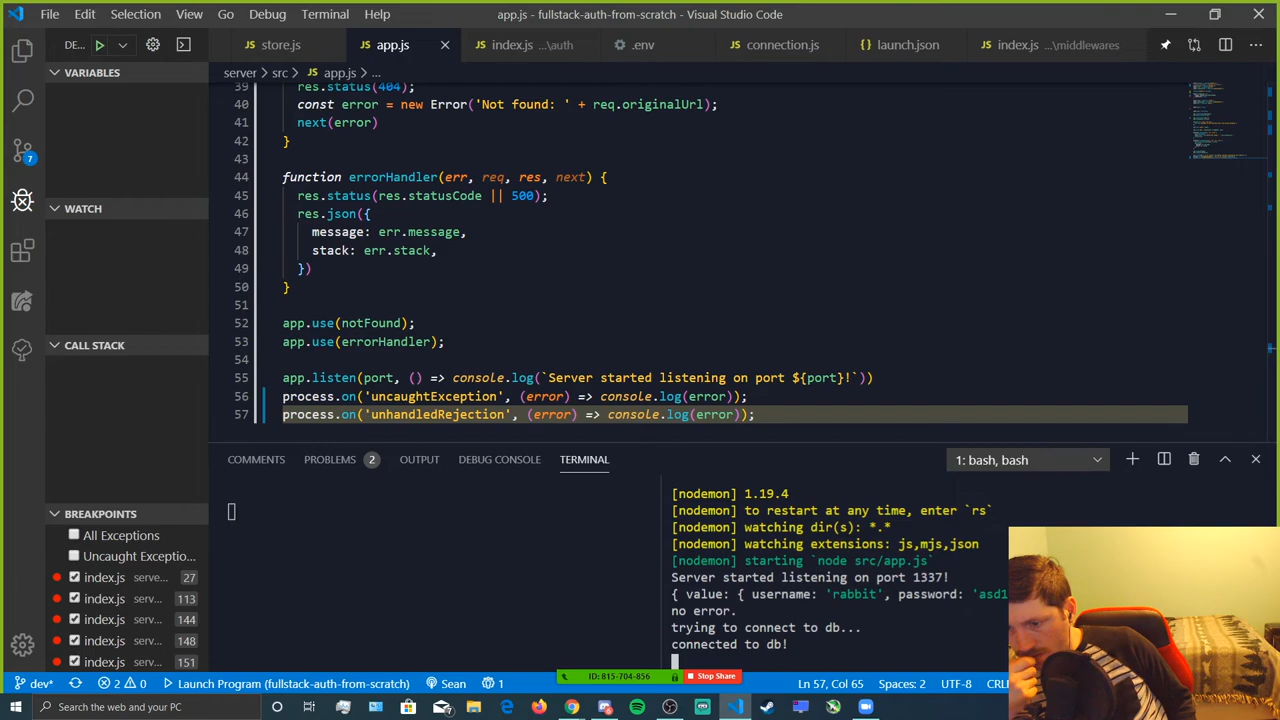 File Edit Selection View Go Debug Terminal Help
app.js - fullstack-auth-from-scratch - Visual Studio Code
DE...
store.js
app.js
index.js ...\auth
.env
connection.js
{} launch.json
index.js ...\middlewares
VARIABLES
server > src > JS app.js > ...
39 res.status(404);
40 const error = new Error('Not found: ' + req.originalUrl);
41 next(error)
42 }
43
44 function errorHandler(err, req, res, next) {
45 res.status(res.statusCode || 500);
46 res.json({
47 message: err.message,
48 stack: err.stack,
49 })
50 }
51
52 app.use(notFound);
53 app.use(errorHandler);
54
55 app.listen(port, () => console.log(`Server started listening on port ${port}!`))
56 process.on('uncaughtException', (error) => console.log(error));
57 process.on('unhandledRejection', (error) => console.log(error));
7
WATCH
CALL STACK
BREAKPOINTS
All Exceptions
Uncaught Exceptio...
index.js serve... 27
index.js serv... 113
index.js serv... 144
index.js serv... 148
index.js serv... 151
COMMENTS PROBLEMS 2 OUTPUT DEBUG CONSOLE TERMINAL
1: bash, bash
[nodemon] 1.19.4
[nodemon] to restart at any time, enter `rs`
[nodemon] watching dir(s): *.*
[nodemon] watching extensions: js,mjs,json
[nodemon] starting `node src/app.js`
Server started listening on port 1337!
{ value: { username: 'rabbit', password: 'asd1
no error.
trying to connect to db...
connected to db!
ID: 815-704-856 Stop Share
dev* 2 0 Launch Program (fullstack-auth-from-scratch) Sean 1
Ln 57, Col 65 Spaces: 2 UTF-8 CRL
Search the web and your PC